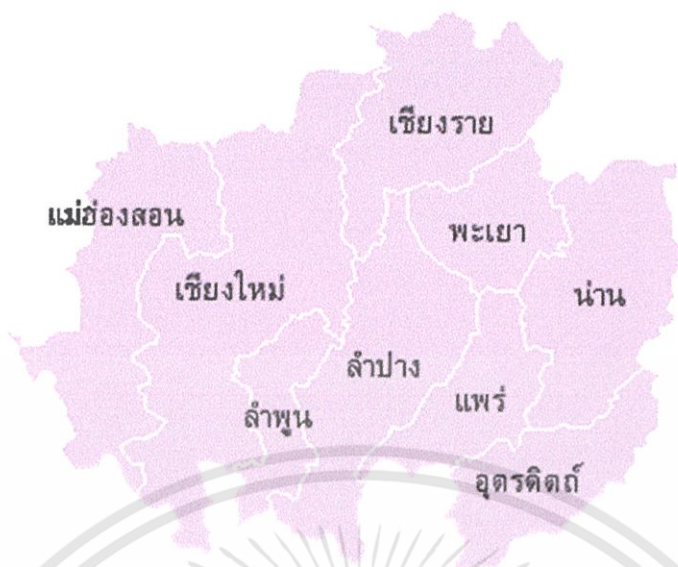 เชียงราย
แม่ฮ่องสอน
พะเยา
เชียงใหม่
น่าน
ลำปาง
แพร่
ลำพูน
อุตรดิตถ์